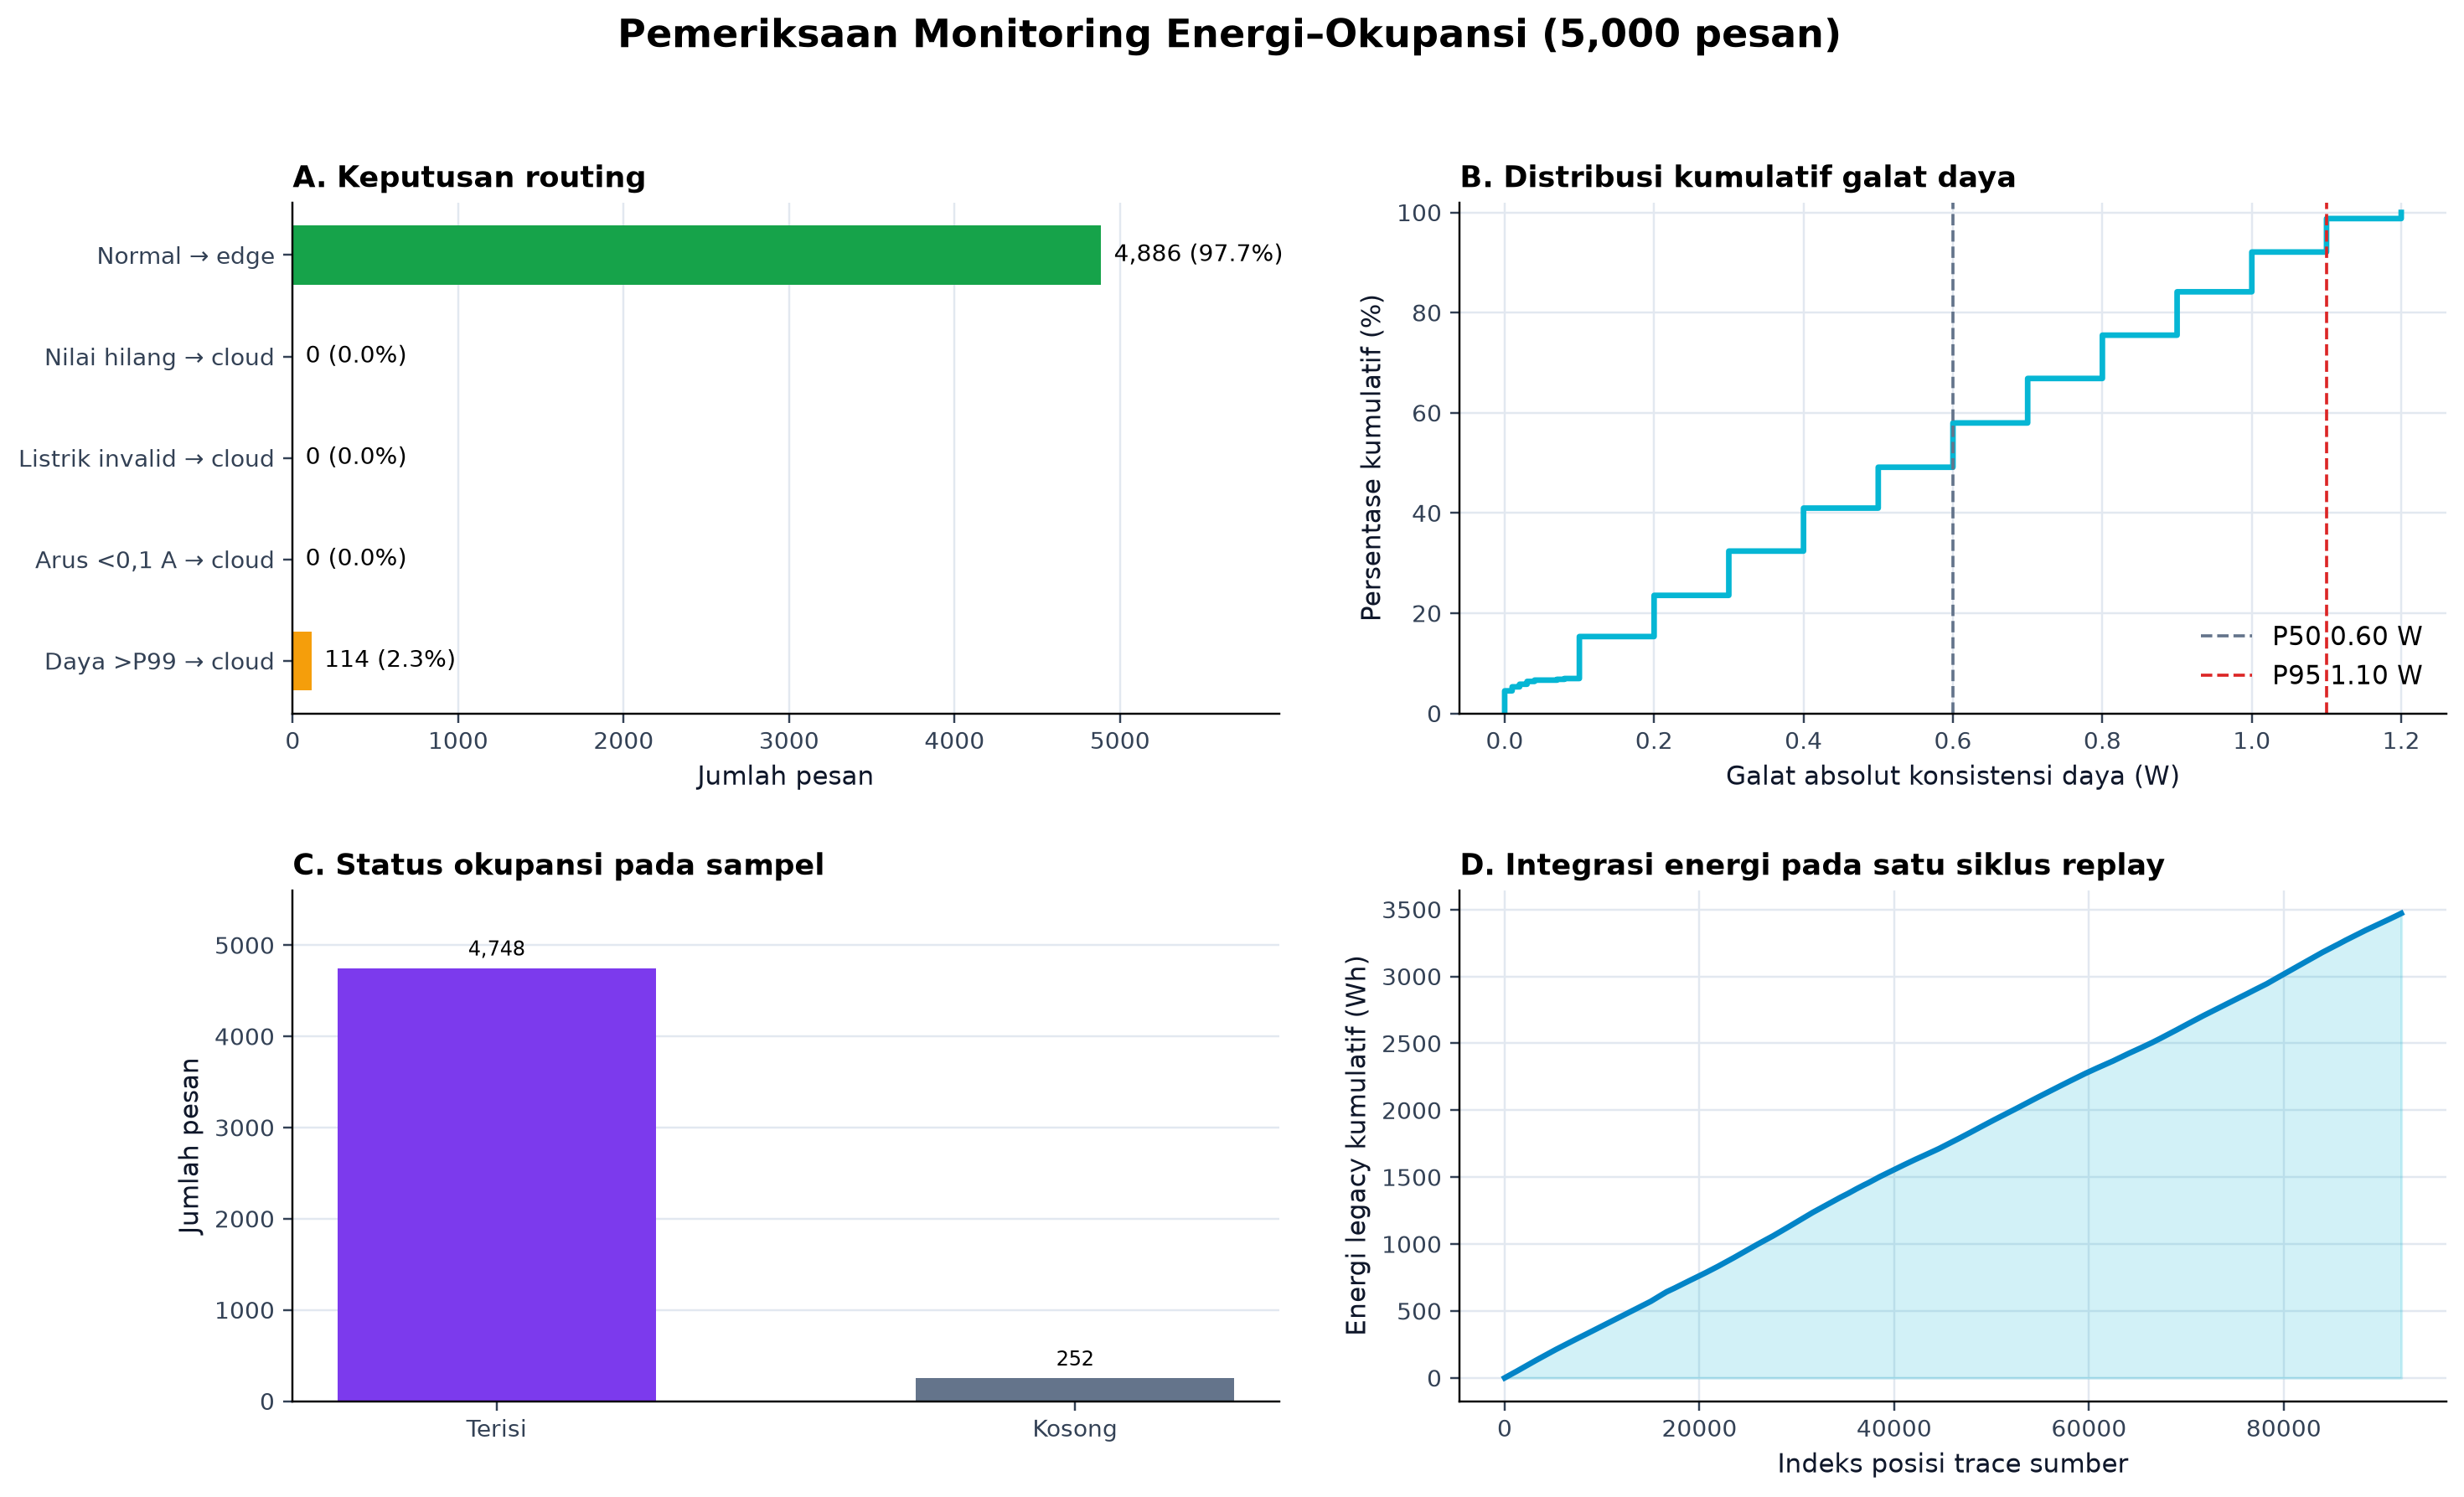 Pemeriksaan Monitoring Energi–Okupansi (5,000 pesan)
A. Keputusan routing
Normal → edge
4,886 (97.7%)
Nilai hilang → cloud
0 (0.0%)
Listrik invalid → cloud
0 (0.0%)
Arus <0,1 A → cloud
0 (0.0%)
Daya >P99 → cloud
114 (2.3%)
0 1000 2000 3000 4000 5000
Jumlah pesan
B. Distribusi kumulatif galat daya
Persentase kumulatif (%)
100
80
60
40
20
0
P50 0.60 W
P95 1.10 W
0.0 0.2 0.4 0.6 0.8 1.0 1.2
Galat absolut konsistensi daya (W)
C. Status okupansi pada sampel
Jumlah pesan
5000
4000
3000
2000
1000
0
4,748
252
Terisi Kosong
D. Integrasi energi pada satu siklus replay
Energi legacy kumulatif (Wh)
3500
3000
2500
2000
1500
1000
500
0
0 20000 40000 60000 80000
Indeks posisi trace sumber